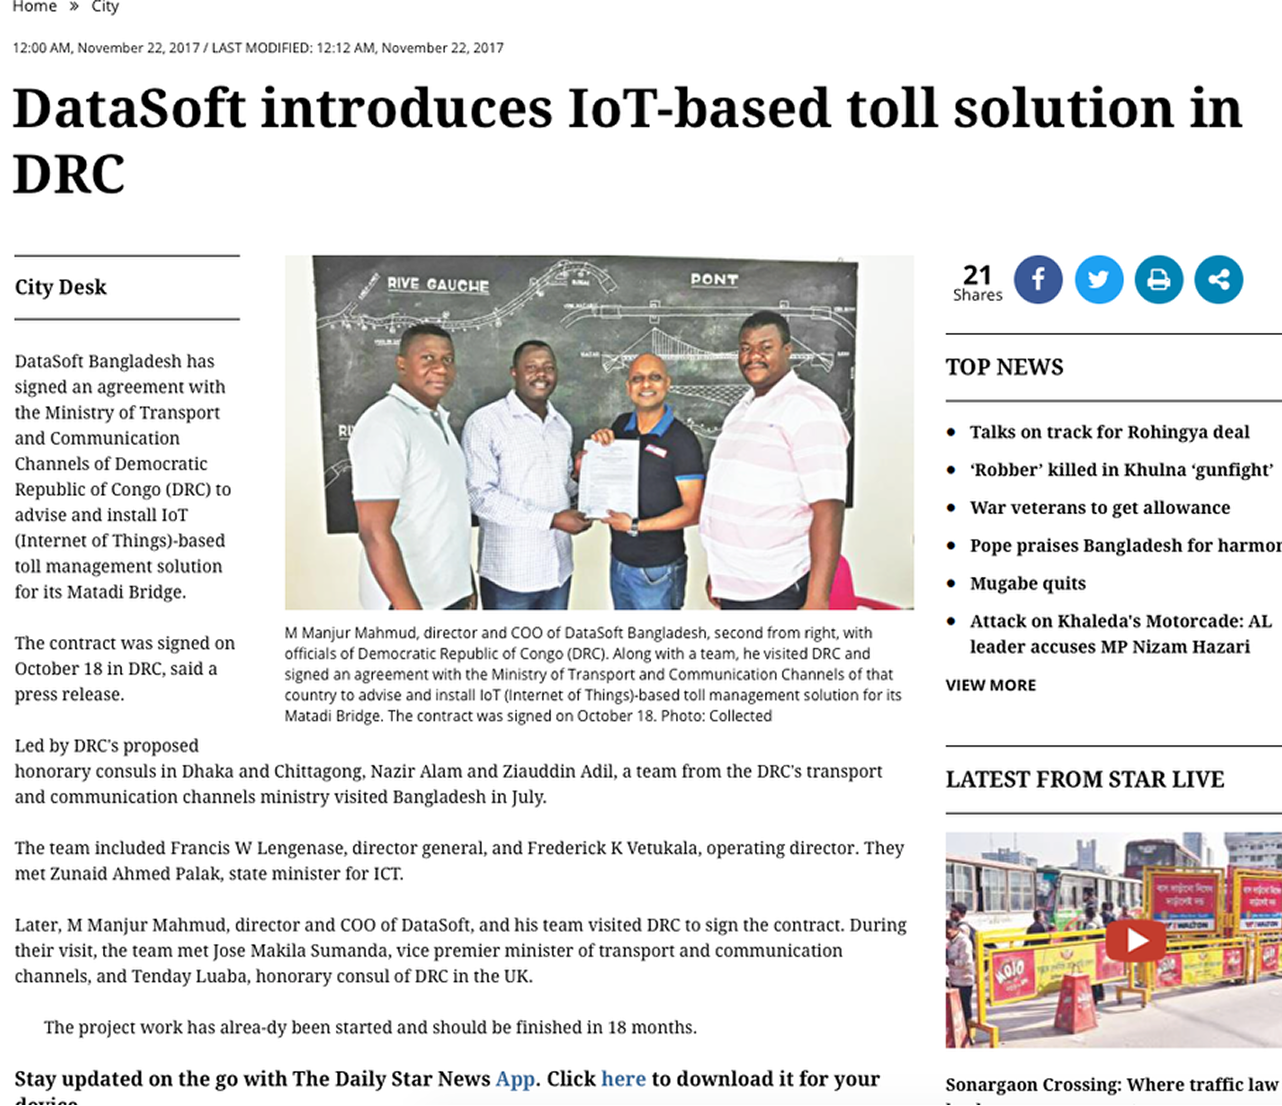 Home » City
12:00 AM, November 22, 2017 / LAST MODIFIED: 12:12 AM, November 22, 2017
DataSoft introduces IoT-based toll solution in
DRC
City Desk
DataSoft Bangladesh has
signed an agreement with
the Ministry of Transport
and Communication
Channels of Democratic
Republic of Congo (DRC) to
advise and install IoT
(Internet of Things)-based
toll management solution
for its Matadi Bridge.
The contract was signed on
October 18 in DRC, said a
press release.
RIVE GAUCHE
PONT
M Manjur Mahmud, director and COO of DataSoft Bangladesh, second from right, with
officials of Democratic Republic of Congo (DRC). Along with a team, he visited DRC and
signed an agreement with the Ministry of Transport and Communication Channels of that
country to advise and install IoT (Internet of Things)-based toll management solution for its
Matadi Bridge. The contract was signed on October 18. Photo: Collected
Led by DRC's proposed
honorary consuls in Dhaka and Chittagong, Nazir Alam and Ziauddin Adil, a team from the DRC's transport
and communication channels ministry visited Bangladesh in July.
The team included Francis W Lengenase, director general, and Frederick K Vetukala, operating director. They
met Zunaid Ahmed Palak, state minister for ICT.
Later, M Manjur Mahmud, director and COO of DataSoft, and his team visited DRC to sign the contract. During
their visit, the team met Jose Makila Sumanda, vice premier minister of transport and communication
channels, and Tenday Luaba, honorary consul of DRC in the UK.
The project work has alrea-dy been started and should be finished in 18 months.
Stay updated on the go with The Daily Star News App. Click here to download it for your
device.
21
Shares
TOP NEWS
• Talks on track for Rohingya deal
• ‘Robber’ killed in Khulna ‘gunfight’
• War veterans to get allowance
• Pope praises Bangladesh for harmon
• Mugabe quits
• Attack on Khaleda's Motorcade: AL
leader accuses MP Nizam Hazari
VIEW MORE
LATEST FROM STAR LIVE
WALTON
WALTON
MOJO
Sonargaon Crossing: Where traffic law